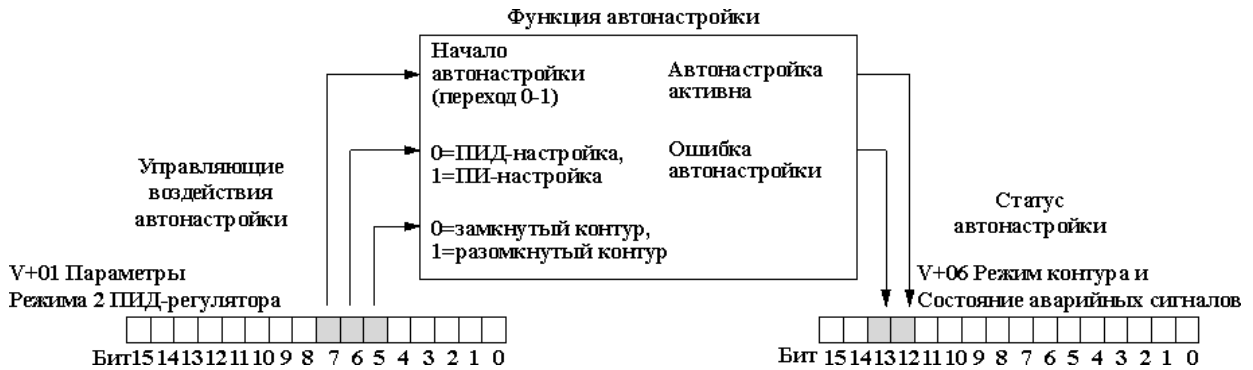 Функция автонастройки
Начало
автонастройки
(переход 0-1)
Автонастройка
активна
0=ПИД-настройка,
1=ПИ-настройка
Ошибка
автонастройки
0=замкнутый контур,
1=разомкнутый контур
Управляющие
воздействия
автонастройки
Статус
автонастройки
V+01 Параметры
Режима 2 ПИД-регулятора
V+06 Режим контура и
Состояние аварийных сигналов
Бит 15 14 13 12 11 10 9 8 7 6 5 4 3 2 1 0
Бит 15 14 13 12 11 10 9 8 7 6 5 4 3 2 1 0